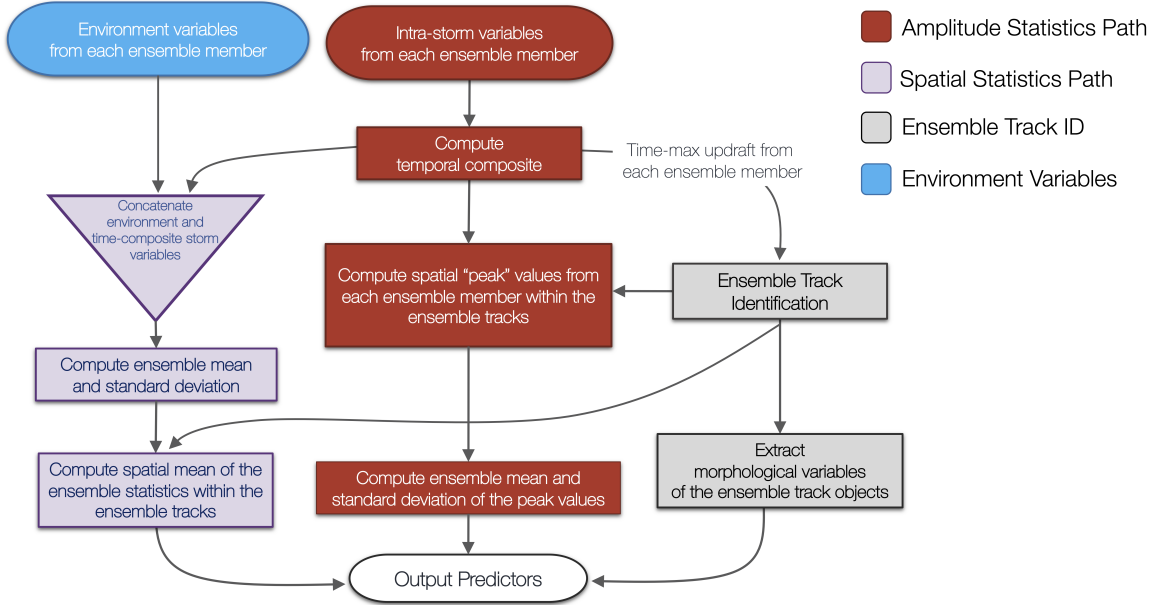 Environment variables
from each ensemble member
Intra-storm variables
from each ensemble member
Amplitude Statistics Path
Spatial Statistics Path
Ensemble Track ID
Environment Variables
Compute
temporal composite
Time-max updraft from
each ensemble member
Concatenate
environment and
time-composite storm
variables
Compute spatial “peak” values from
each ensemble member within the
ensemble tracks
Ensemble Track
Identification
Compute ensemble mean
and standard deviation
Compute spatial mean of the
ensemble statistics within the
ensemble tracks
Compute ensemble mean and
standard deviation of the peak values
Extract
morphological variables
of the ensemble track objects
Output Predictors